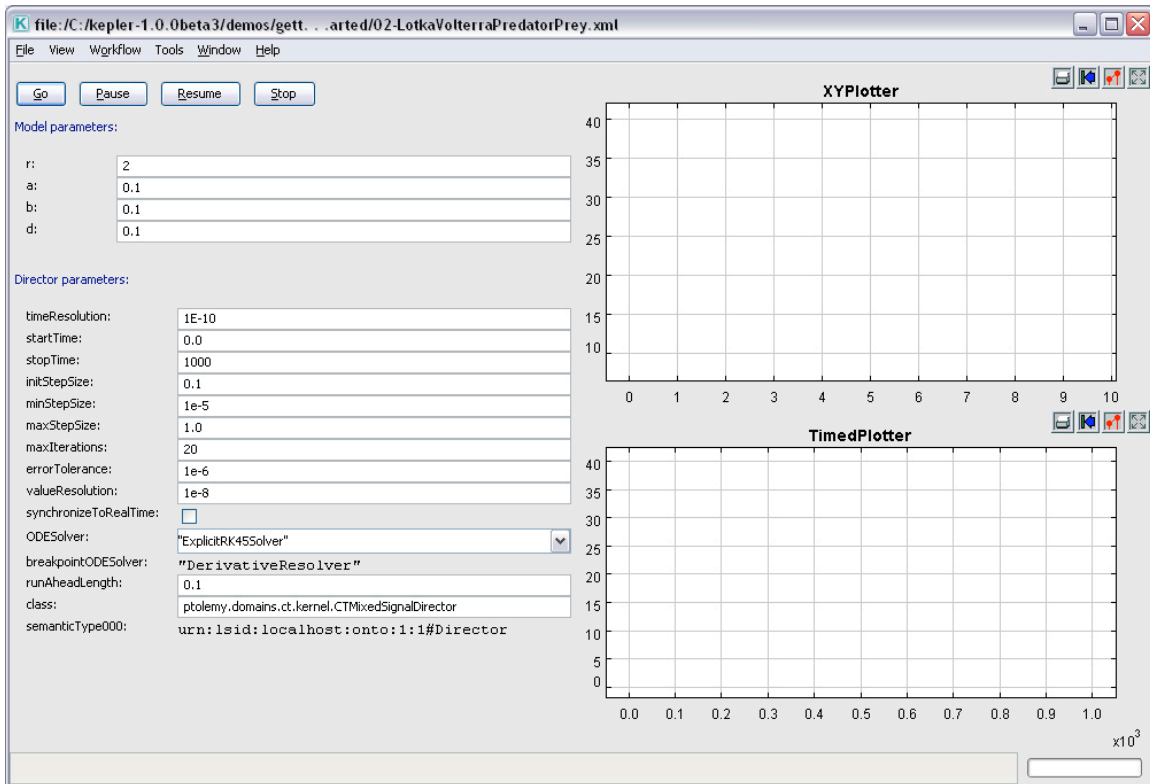 file:/C:/kepler-1.0.0beta3/demos/gett. . .arted/02-LotkaVolterraPredatorPrey.xml
File View Workflow Tools Window Help
Go Pause Resume Stop
Model parameters:
r: 2
a: 0.1
b: 0.1
d: 0.1
Director parameters:
timeResolution: 1E-10
startTime: 0.0
stopTime: 1000
initStepSize: 0.1
minStepSize: 1e-5
maxStepSize: 1.0
maxIterations: 20
errorTolerance: 1e-6
valueResolution: 1e-8
synchronizeToRealTime:
ODESolver: "ExplicitRK45Solver"
breakpointODESolver: "DerivativeResolver"
runAheadLength: 0.1
class: ptolemy.domains.ct.kernel.CTMixedSignalDirector
semanticType000: urn:lsid:localhost:onto:1:1#Director
XYPlotter
40
35
30
25
20
15
10
0 1 2 3 4 5 6 7 8 9 10
TimedPlotter
40
35
30
25
20
15
10
5
0
0.0 0.1 0.2 0.3 0.4 0.5 0.6 0.7 0.8 0.9 1.0
x10³